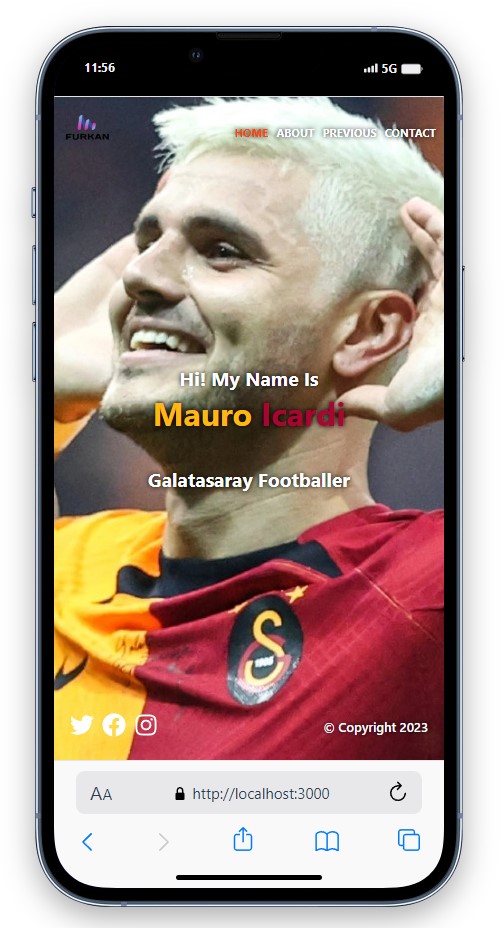 11:56 5G
FURKAN
HOME ABOUT PREVIOUS CONTACT
Hi! My Name Is
Mauro Icardi
Galatasaray Footballer
1905
© Copyright 2023
AA http://localhost:3000